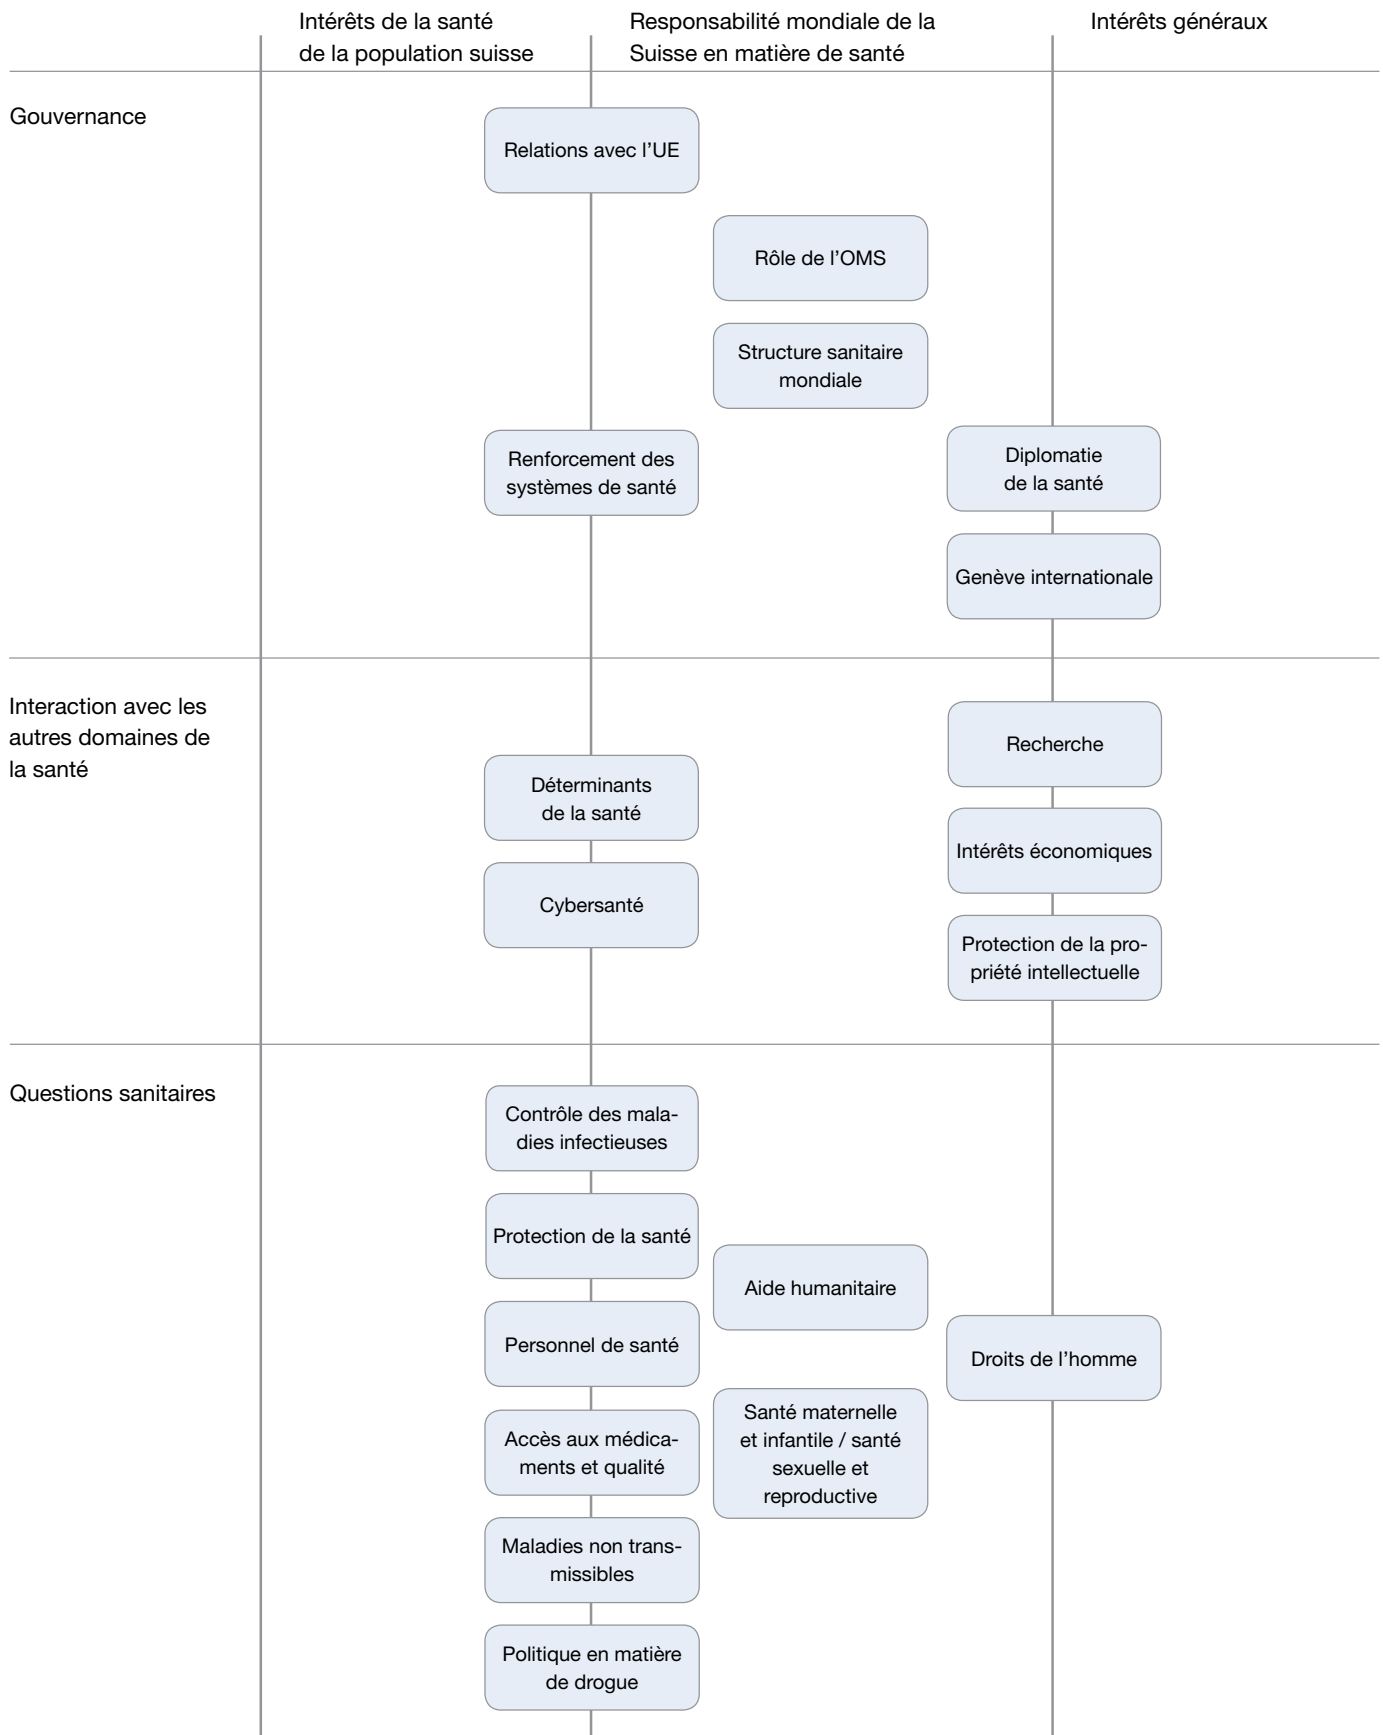 Intérêts de la santé
de la population suisse
Responsabilité mondiale de la
Suisse en matière de santé
Intérêts généraux
Gouvernance
Relations avec l’UE
Rôle de l’OMS
Structure sanitaire
mondiale
Renforcement des
systèmes de santé
Diplomatie
de la santé
Genève internationale
Interaction avec les
autres domaines de
la santé
Recherche
Déterminants
de la santé
Intérêts économiques
Cybersanté
Protection de la pro-
priété intellectuelle
Questions sanitaires
Contrôle des mala-
dies infectieuses
Protection de la santé
Aide humanitaire
Personnel de santé
Droits de l’homme
Accès aux médica-
ments et qualité
Santé maternelle
et infantile / santé
sexuelle et
reproductive
Maladies non trans-
missibles
Politique en matière
de drogue